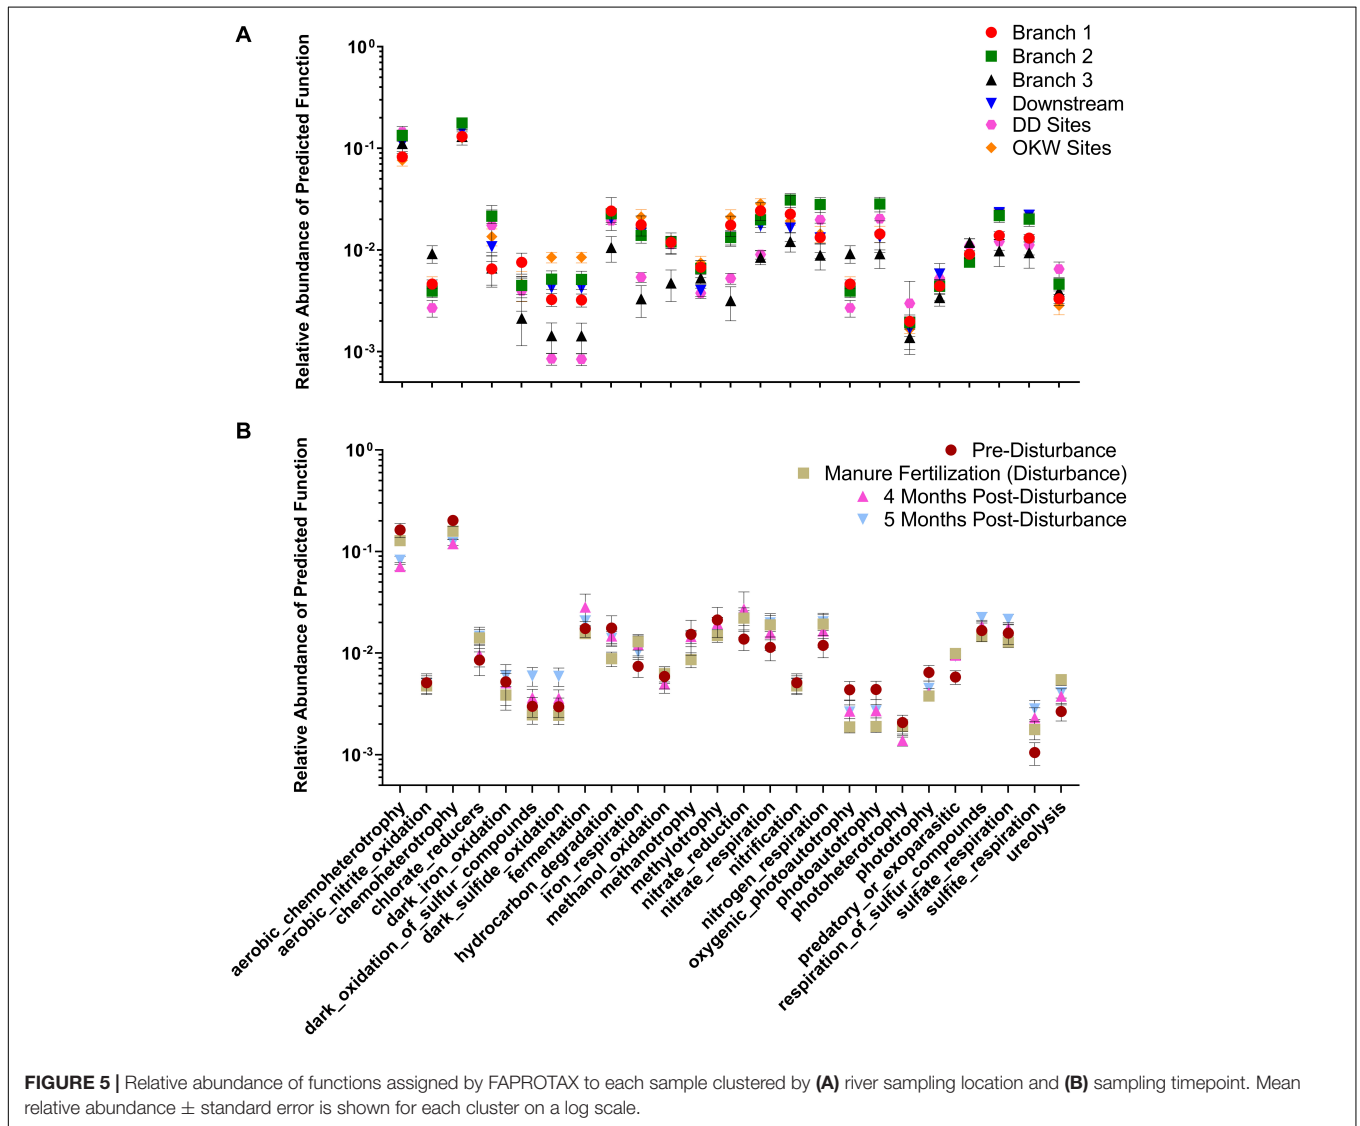 A
Relative Abundance of Predicted Function
10^0
10^-1
10^-2
10^-3
Branch 1
Branch 2
Branch 3
Downstream
DD Sites
OKW Sites
B
Relative Abundance of Predicted Function
10^0
10^-1
10^-2
10^-3
Pre-Disturbance
Manure Fertilization (Disturbance)
4 Months Post-Disturbance
5 Months Post-Disturbance
aerobic_chemoheterotrophy
aerobic_nitrite_oxidation
chemoheterotrophy
chlorate_reducers
dark_iron_oxidation
dark_oxidation_of_sulfur_compounds
dark_sulfide_oxidation
fermentation
hydrocarbon_degradation
iron_respiration
methanol_oxidation
methanotrophy
methylotrophy
nitrate_reduction
nitrate_respiration
nitrification
nitrogen_respiration
oxygenic_photoautotrophy
photoautotrophy
photoheterotrophy
phototrophy
predatory_or_exoparasitic
respiration_of_sulfur_compounds
sulfate_respiration
sulfite_respiration
ureolysis
FIGURE 5 | Relative abundance of functions assigned by FAPROTAX to each sample clustered by (A) river sampling location and (B) sampling timepoint. Mean
relative abundance ± standard error is shown for each cluster on a log scale.